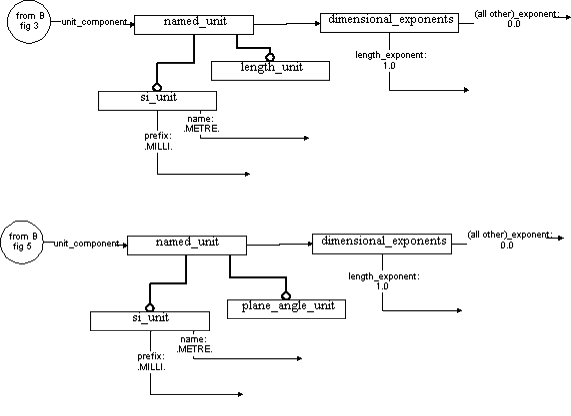 from B
fig 3
unit_component
named_unit
dimensional_exponents
(all other)_exponent:
0.0
length_exponent:
1.0
length_unit
si_unit
name:
.METRE.
prefix:
.MILLI.
from B
fig 5
unit_component
named_unit
dimensional_exponents
(all other)_exponent:
0.0
length_exponent:
1.0
plane_angle_unit
si_unit
name:
.METRE.
prefix:
.MILLI.